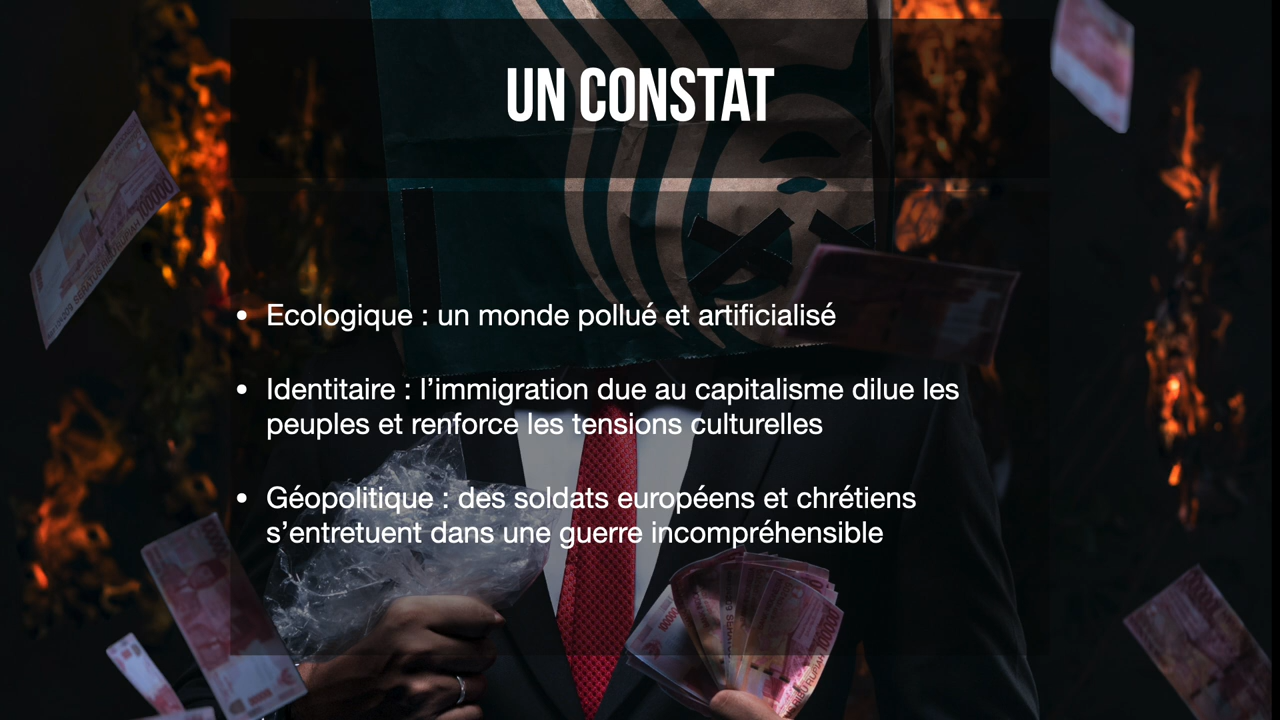 UN CONSTAT
• Ecologique : un monde pollué et artificialisé
• Identitaire : l’immigration due au capitalisme dilue les
peuples et renforce les tensions culturelles
• Géopolitique : des soldats européens et chrétiens
s’entretuent dans une guerre incompréhensible